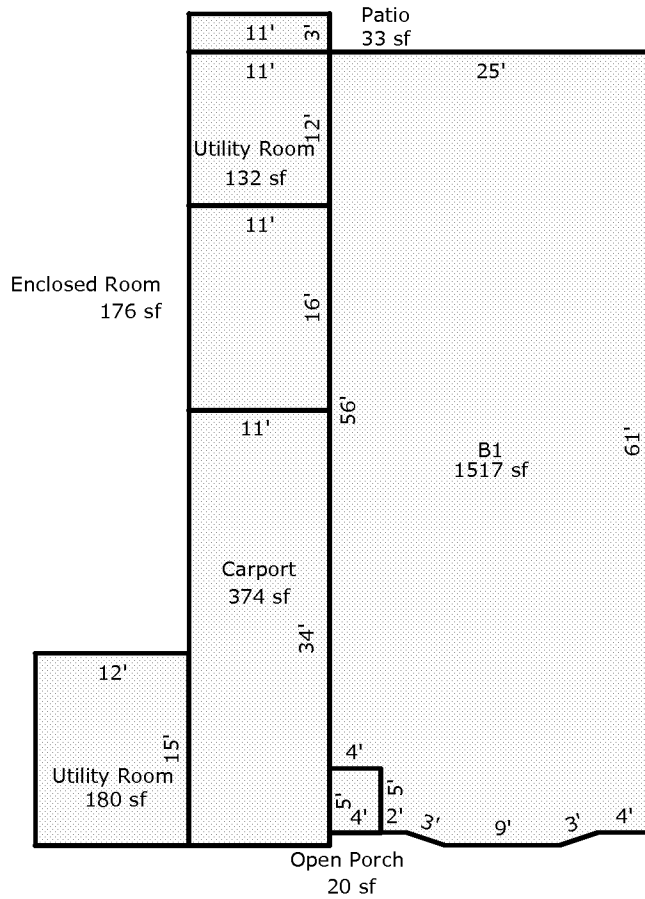 Patio
33 sf
11'
3'
11'
25'
12'
Utility Room
132 sf
11'
Enclosed Room
176 sf
16'
56'
11'
61'
B1
1517 sf
Carport
374 sf
34'
12'
15'
4'
Utility Room
180 sf
5'
5'
4'
2'
3'
9'
3'
4'
Open Porch
20 sf